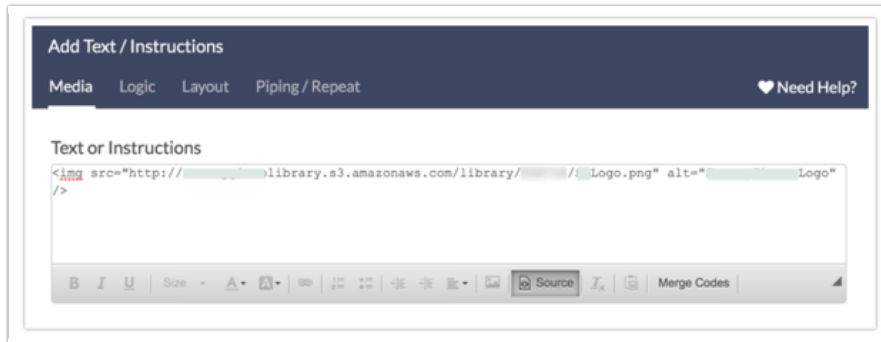 Add Text / Instructions
Media Logic Layout Piping / Repeat Need Help?
Text or Instructions
<img src="http:// library.s3.amazonaws.com/library/ / Logo.png" alt=" Logo"
/>
B I U Size A A Source Tx Merge Codes